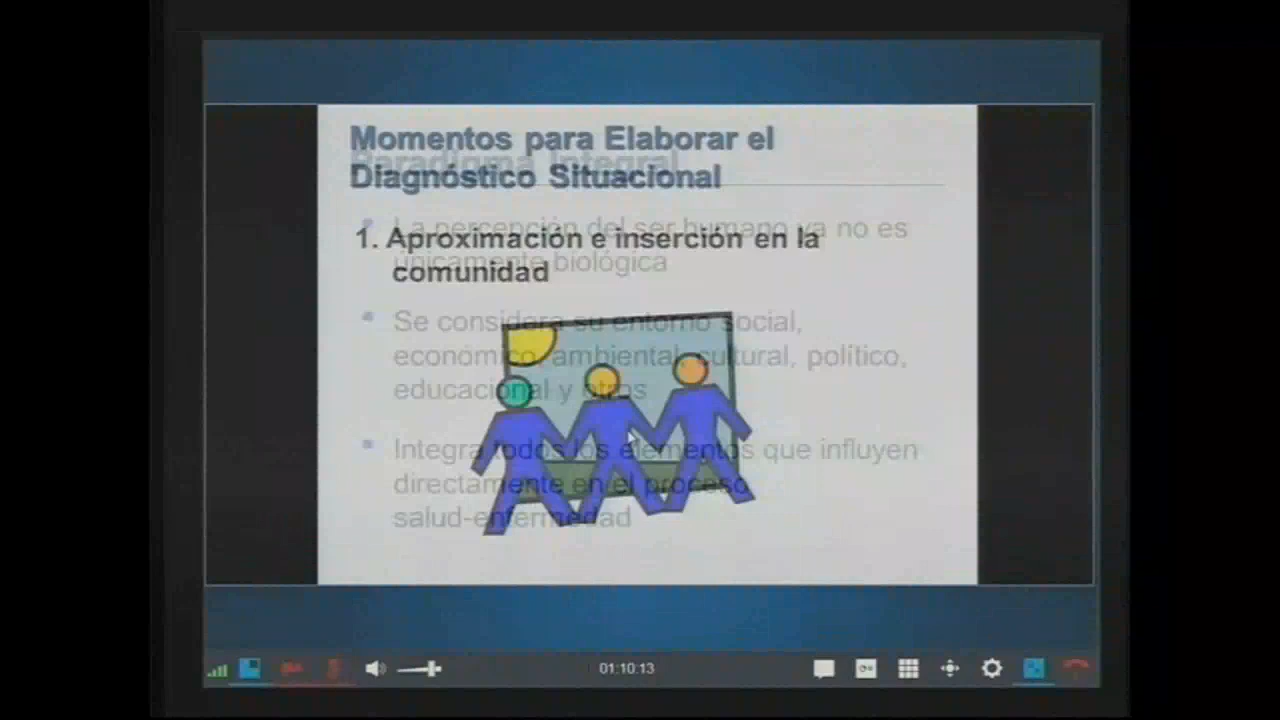 Momentos para Elaborar el
Diagnóstico Situacional
1. Aproximación e inserción en la
comunidad
Paradigma Integral
La percepción del ser humano ya no es
únicamente biológica
Se considera su entorno social,
económico, ambiental, cultural, político,
educacional y otros
Integra todos los elementos que influyen
directamente en el proceso
salud-enfermedad
01:10:13